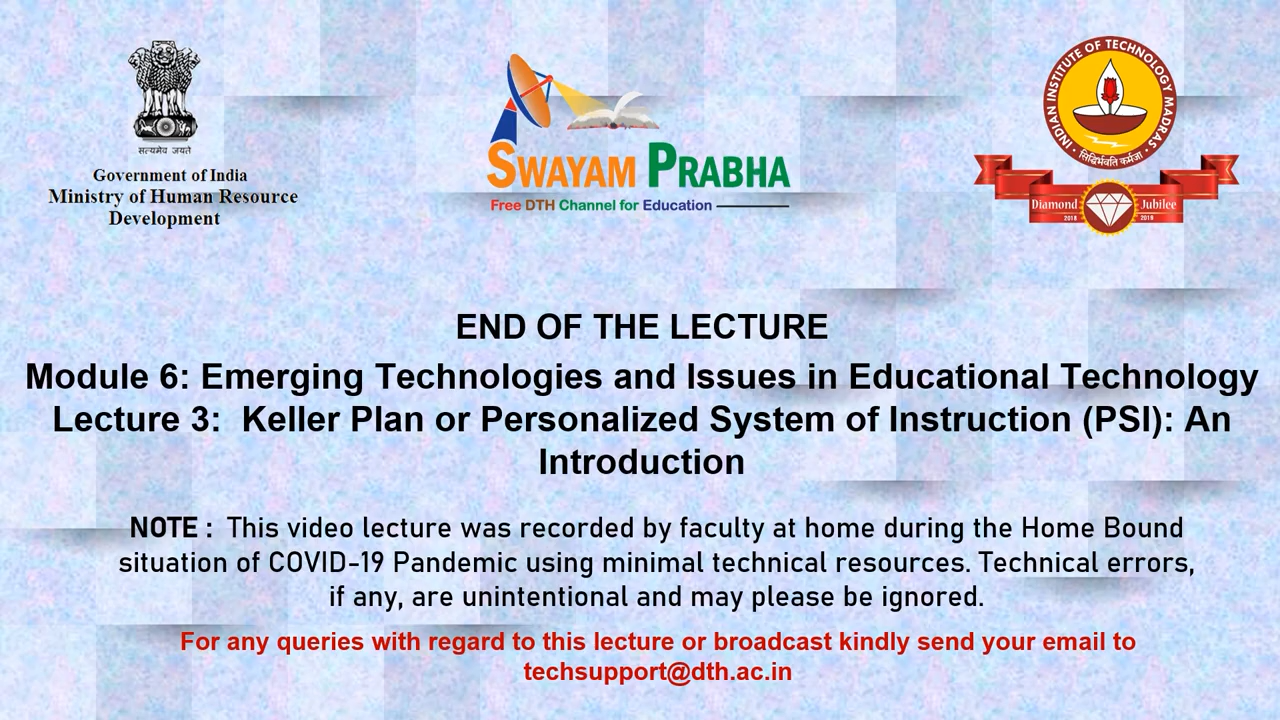 सत्यमेव जयते
Government of India
Ministry of Human Resource
Development
SWAYAM PRABHA
Free DTH Channel for Education
INDIAN INSTITUTE OF TECHNOLOGY MADRAS
सिद्धिर्भवति कर्मजा
Diamond Jubilee
2018 2019
END OF THE LECTURE
Module 6: Emerging Technologies and Issues in Educational Technology
Lecture 3: Keller Plan or Personalized System of Instruction (PSI): An
Introduction
NOTE : This video lecture was recorded by faculty at home during the Home Bound
situation of COVID-19 Pandemic using minimal technical resources. Technical errors,
if any, are unintentional and may please be ignored.
For any queries with regard to this lecture or broadcast kindly send your email to
techsupport@dth.ac.in